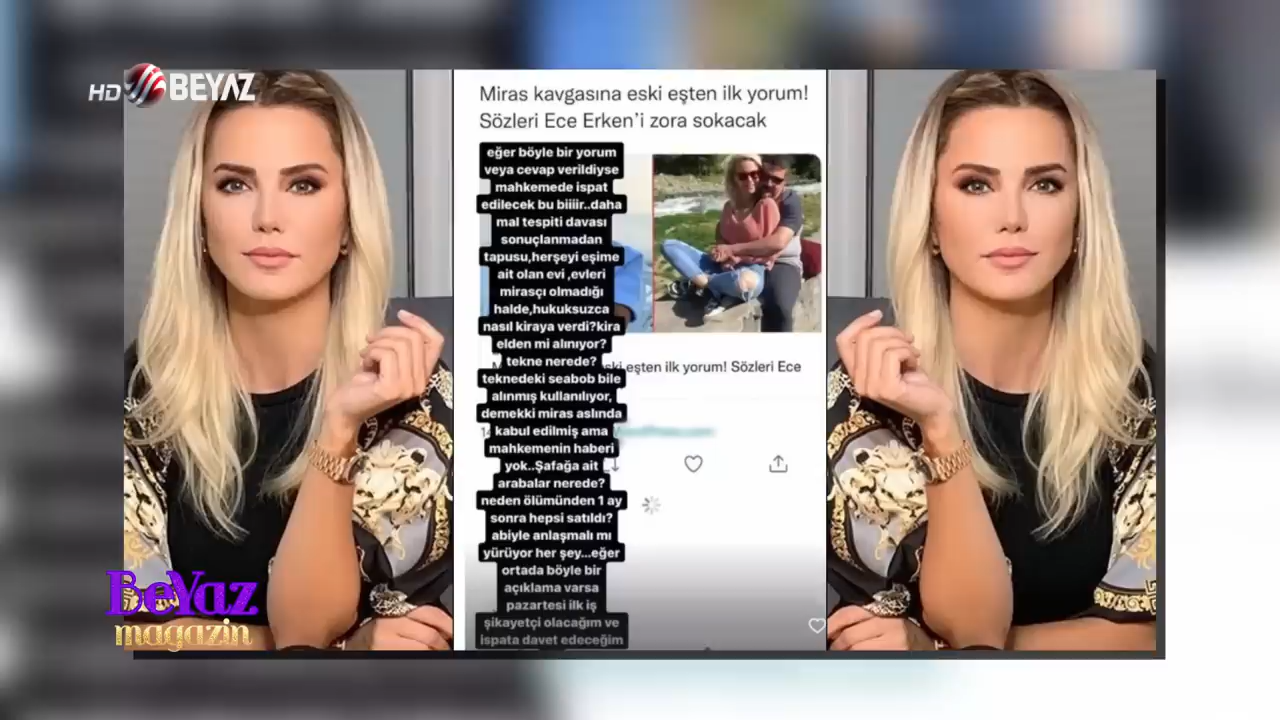 HD BEYAZ
Miras kavgasına eski eşten ilk yorum!
Sözleri Ece Erken'i zora sokacak
eğer böyle bir yorum
veya cevap verildiyse
mahkemede ispat
edilecek bu biiiir..daha
mal tespiti davası
sonuçlanmadan
tapusu,herşeyi eşime
ait olan evi ,evleri
mirasçı olmadığı
halde,hukuksuzca
nasıl kiraya verdi?kira
elden mi alınıyor?
tekne nerede?
eski eşten ilk yorum! Sözleri Ece
teknedeki seabob bile
alınmış kullanılıyor,
demekki miras aslında
kabul edilmiş ama
mahkemenin haberi
yok..Şafağa ait
arabalar nerede?
neden ölümünden 1 ay
sonra hepsi satıldı?
abiyle anlaşmalı mı
yürüyor her şey...eğer
ortada böyle bir
açıklama varsa
pazartesi ilk iş
şikayetçi olacağım ve
ispata davet edeceğim
BeYaz
magazin